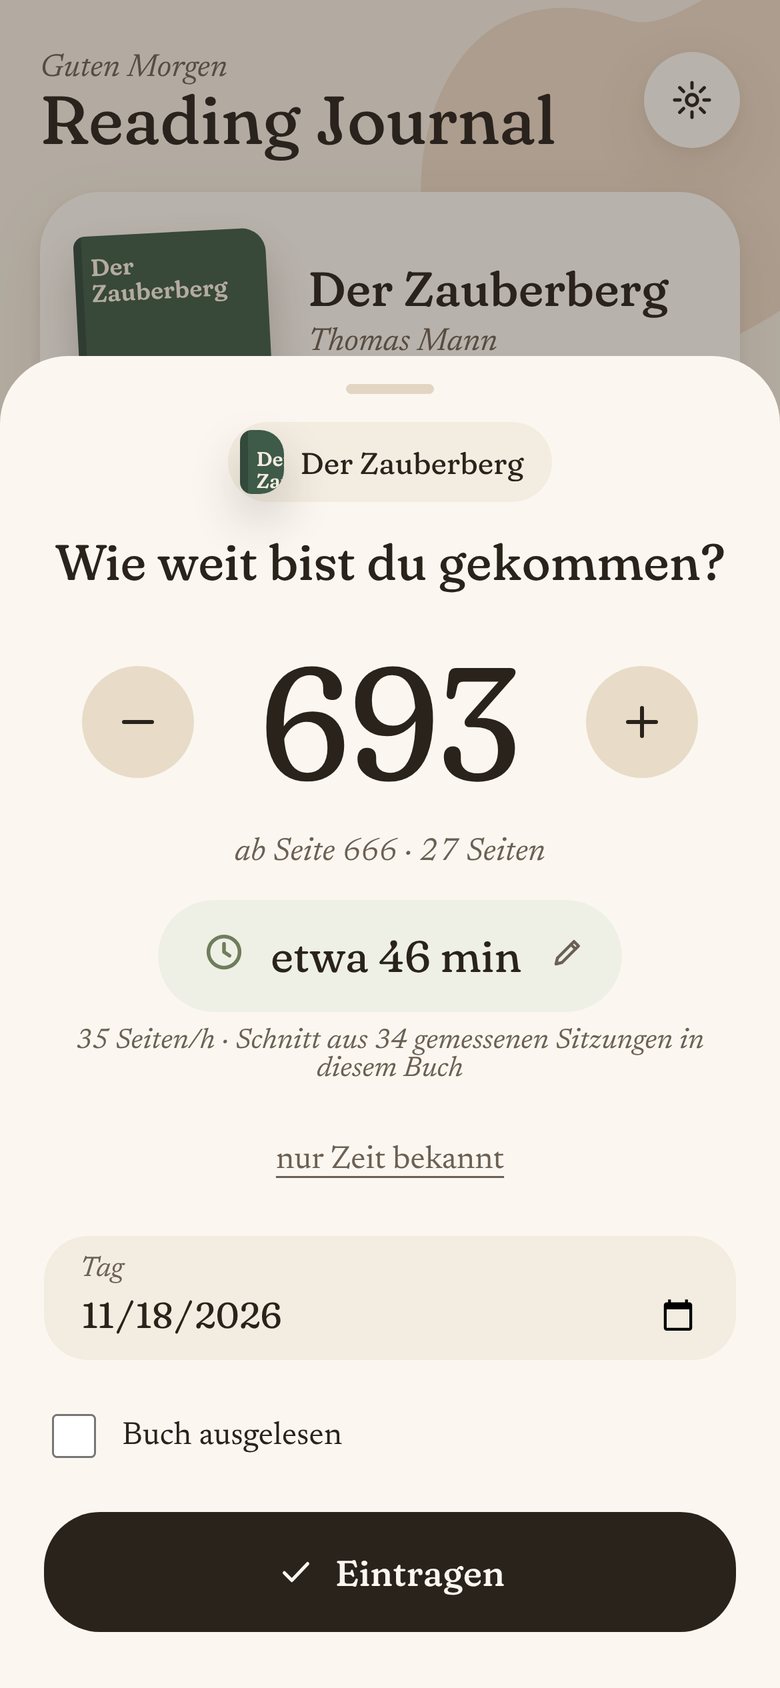 Guten Morgen
Reading Journal
Der
Zauberberg
Der Zauberberg
Thomas Mann
De
Za
Der Zauberberg
Wie weit bist du gekommen?
− 693 +
ab Seite 666 · 27 Seiten
etwa 46 min
35 Seiten/h · Schnitt aus 34 gemessenen Sitzungen in
diesem Buch
nur Zeit bekannt
Tag
11/18/2026
Buch ausgelesen
Eintragen